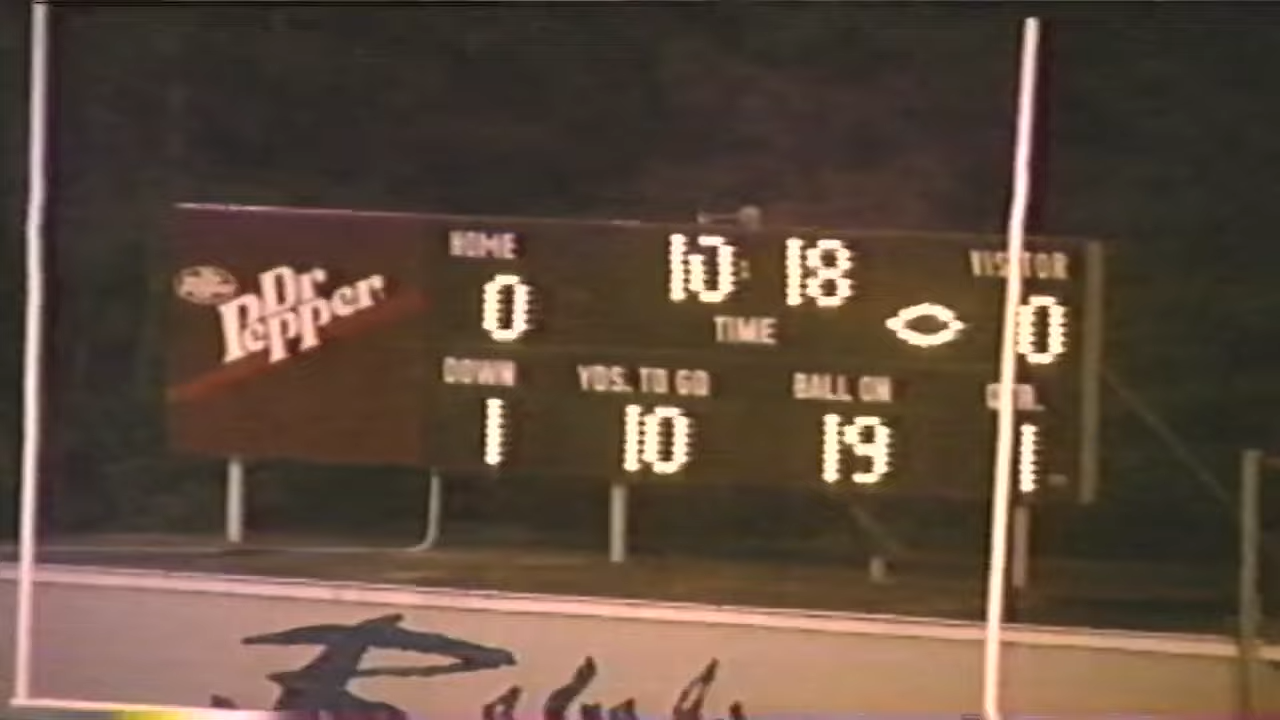 Dr Pepper
HOME 10:18 VISITOR
0 TIME 0
DOWN YDS. TO GO BALL ON QTR.
1 10 19 1